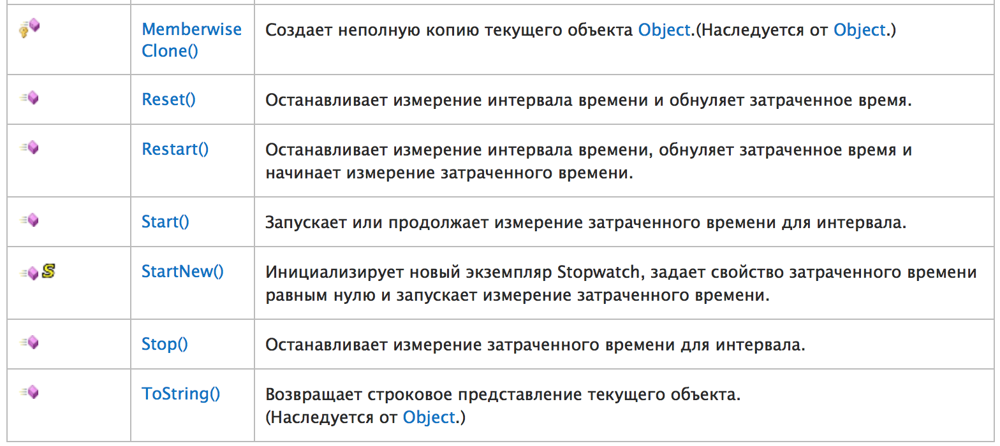 Memberwise
Clone()
Создает неполную копию текущего объекта Object.(Наследуется от Object.)
Reset()
Останавливает измерение интервала времени и обнуляет затраченное время.
Restart()
Останавливает измерение интервала времени, обнуляет затраченное время и
начинает измерение затраченного времени.
Start()
Запускает или продолжает измерение затраченного времени для интервала.
S
StartNew()
Инициализирует новый экземпляр Stopwatch, задает свойство затраченного времени
равным нулю и запускает измерение затраченного времени.
Stop()
Останавливает измерение затраченного времени для интервала.
ToString()
Возвращает строковое представление текущего объекта.
(Наследуется от Object.)